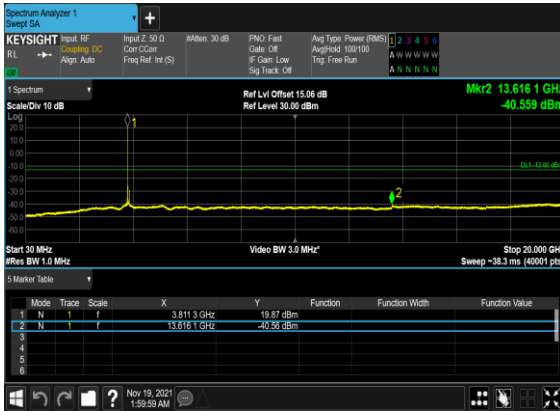 Spectrum Analyzer 1
Swept SA
KEYSIGHT Input: RF Input Z: 50 Ω #Atten: 30 dB PNO: Fast Avg Type: Power (RMS) 1 2 3 4 5 6
RL Coupling: DC Corr CCorr Gate: Off Avg|Hold: 100/100 A W W W W W
Align: Auto Freq Ref: Int (S) IF Gain: Low Trig: Free Run
Sig Track: Off A N N N N N
1 Spectrum Ref Lvl Offset 15.06 dB Mkr2 13.616 1 GHz
Scale/Div 10 dB Ref Level 30.00 dBm -40.559 dBm
Log
1
20.0
10.0
0.00
-10.0
DL1 -13.00 dBm
-20.0
-30.0
2
-40.0
-50.0
-60.0
Start 30 MHz Video BW 3.0 MHz* Stop 20.000 GHz
#Res BW 1.0 MHz Sweep ~38.3 ms (40001 pts)
5 Marker Table
Mode Trace Scale X Y Function Function Width Function Value
1 N 1 f 3.811 3 GHz 19.87 dBm
2 N 1 f 13.616 1 GHz -40.56 dBm
3
4
5
6
? Nov 19, 2021
1:59:59 AM